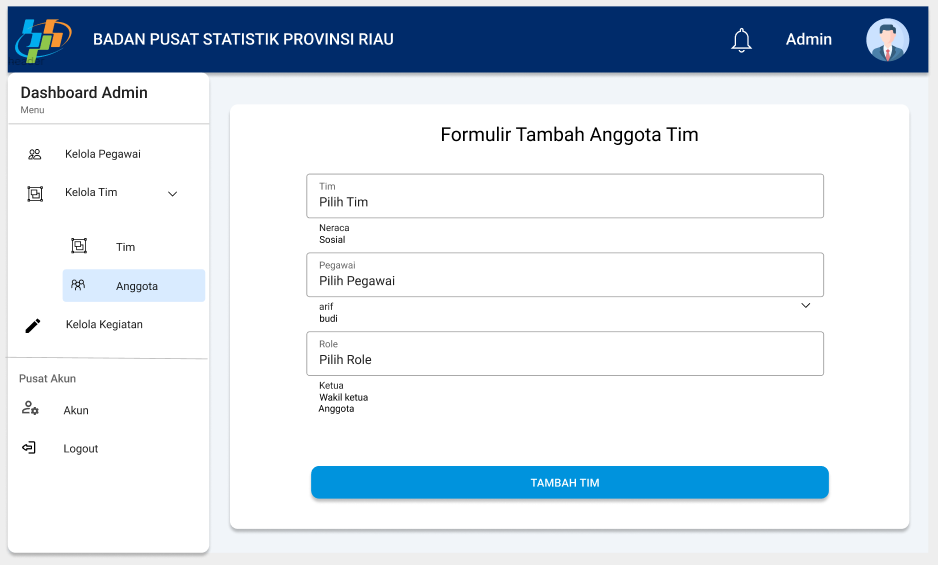 BADAN PUSAT STATISTIK PROVINSI RIAU
Admin
Dashboard Admin
Menu
Kelola Pegawai
Kelola Tim
Tim
Anggota
Kelola Kegiatan
Pusat Akun
Akun
Logout
Formulir Tambah Anggota Tim
Tim
Pilih Tim
Neraca
Sosial
Pegawai
Pilih Pegawai
arif
budi
Role
Pilih Role
Ketua
Wakil ketua
Anggota
TAMBAH TIM